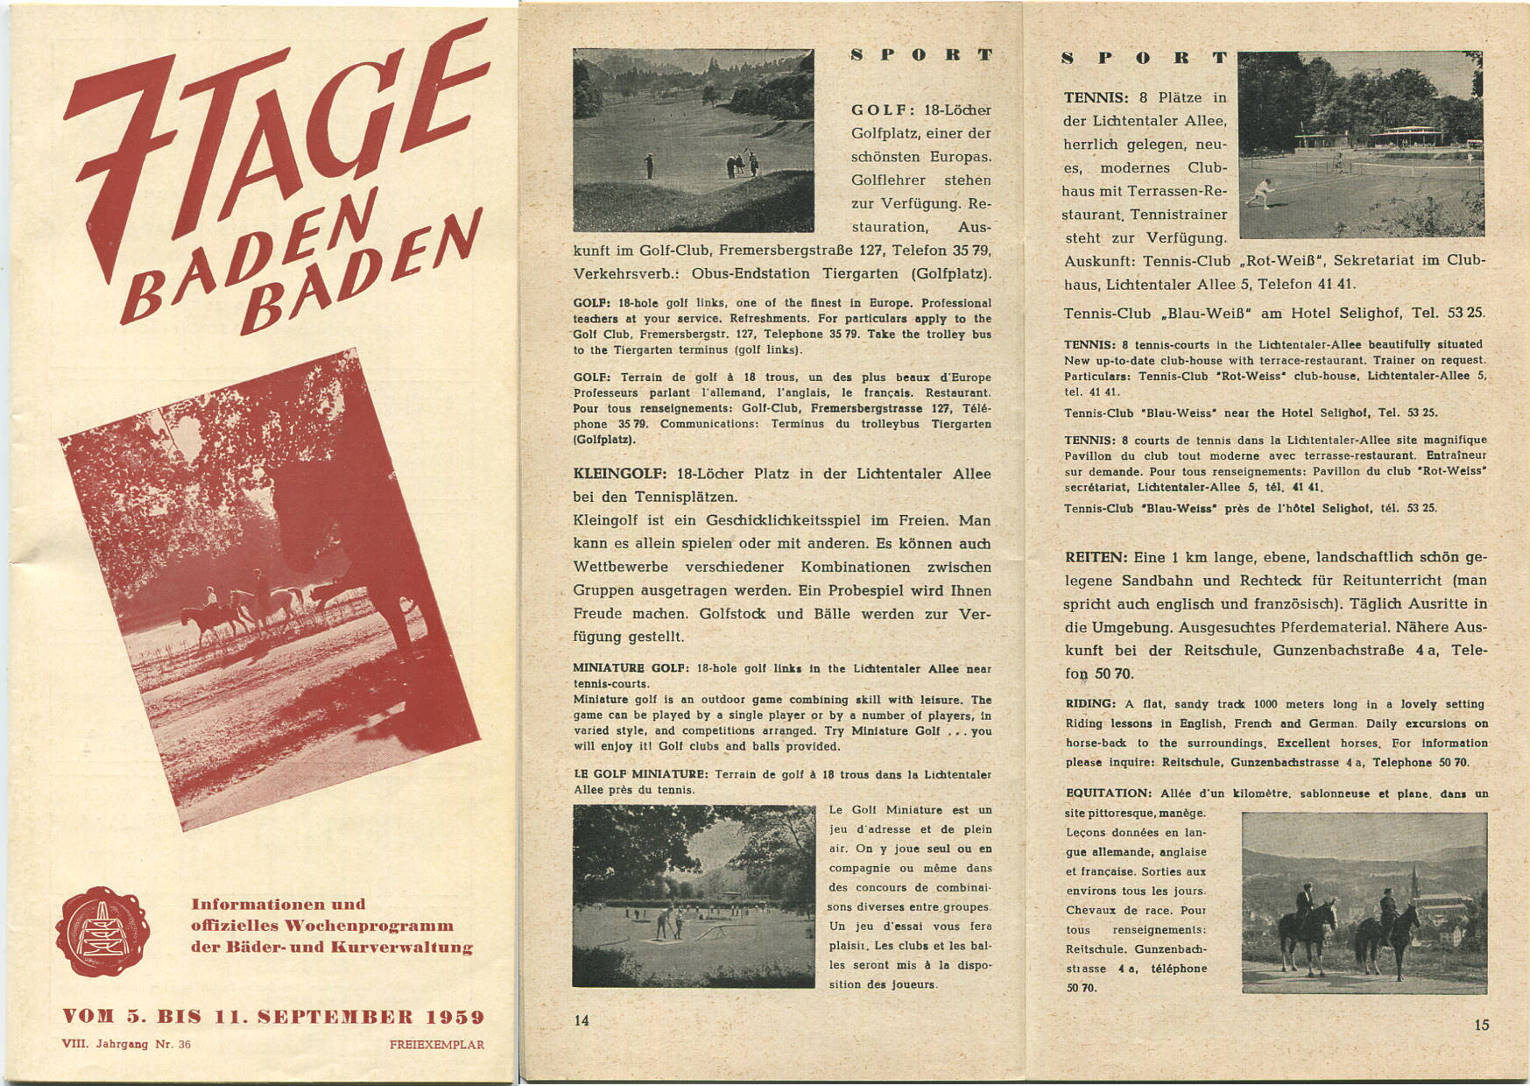 7 TAGE
BADEN
BADEN
Informationen und
offizielles Wochenprogramm
der Bäder- und Kurverwaltung
VOM 5. BIS 11. SEPTEMBER 1959
VIII. Jahrgang Nr. 36
FREIEXEMPLAR
SPORT
GOLF: 18-Löcher
Golfplatz, einer der
schönsten Europas.
Golflehrer stehen
zur Verfügung. Re-
stauration, Aus-
kunft im Golf-Club, Fremersbergstraße 127, Telefon 35 79,
Verkehrsverb.: Obus-Endstation Tiergarten (Golfplatz).
GOLF: 18-hole golf links, one of the finest in Europe. Professional
teachers at your service. Refreshments. For particulars apply to the
Golf Club, Fremersbergstr. 127, Telephone 35 79. Take the trolley bus
to the Tiergarten terminus (golf links).
GOLF: Terrain de golf à 18 trous, un des plus beaux d'Europe
Professeurs parlant l'allemand, l'anglais, le français. Restaurant.
Pour tous renseignements: Golf-Club, Fremersbergstrasse 127, Télé-
phone 35 79. Communications: Terminus du trolleybus Tiergarten
(Golfplatz).
KLEINGOLF: 18-Löcher Platz in der Lichtentaler Allee
bei den Tennisplätzen.
Kleingolf ist ein Geschicklichkeitsspiel im Freien. Man
kann es allein spielen oder mit anderen. Es können auch
Wettbewerbe verschiedener Kombinationen zwischen
Gruppen ausgetragen werden. Ein Probespiel wird Ihnen
Freude machen. Golfstock und Bälle werden zur Ver-
fügung gestellt.
MINIATURE GOLF: 18-hole golf links in the Lichtentaler Allee near
tennis-courts.
Miniature golf is an outdoor game combining skill with leisure. The
game can be played by a single player or by a number of players, in
varied style, and competitions arranged. Try Miniature Golf ... you
will enjoy it! Golf clubs and balls provided.
LE GOLF MINIATURE: Terrain de golf à 18 trous dans la Lichtentaler
Allee près du tennis.
Le Golf Miniature est un
jeu d'adresse et de plein
air. On y joue seul ou en
compagnie ou même dans
des concours de combinai-
sons diverses entre groupes.
Un jeu d'essai vous fera
plaisir. Les clubs et les bal-
les seront mis à la dispo-
sition des joueurs.
14
SPORT
TENNIS: 8 Plätze in
der Lichtentaler Allee,
herrlich gelegen, neu-
es, modernes Club-
haus mit Terrassen-Re-
staurant. Tennistrainer
steht zur Verfügung.
Auskunft: Tennis-Club „Rot-Weiß", Sekretariat im Club-
haus, Lichtentaler Allee 5, Telefon 41 41.
Tennis-Club „Blau-Weiß" am Hotel Selighof, Tel. 53 25.
TENNIS: 8 tennis-courts in the Lichtentaler-Allee beautifully situated
New up-to-date club-house with terrace-restaurant. Trainer on request.
Particulars: Tennis-Club "Rot-Weiss" club-house, Lichtentaler-Allee 5,
tel. 41 41.
Tennis-Club "Blau-Weiss" near the Hotel Selighof, Tel. 53 25.
TENNIS: 8 courts de tennis dans la Lichtentaler-Allee site magnifique
Pavillon du club tout moderne avec terrasse-restaurant. Entraîneur
sur demande. Pour tous renseignements: Pavillon du club "Rot-Weiss"
secrétariat, Lichtentaler-Allee 5, tél. 41 41.
Tennis-Club "Blau-Weiss" près de l'hôtel Selighof, tél. 53 25.
REITEN: Eine 1 km lange, ebene, landschaftlich schön ge-
legene Sandbahn und Rechteck für Reitunterricht (man
spricht auch englisch und französisch). Täglich Ausritte in
die Umgebung. Ausgesuchtes Pferdematerial. Nähere Aus-
kunft bei der Reitschule, Gunzenbachstraße 4 a, Tele-
fon 50 70.
RIDING: A flat, sandy track 1000 meters long in a lovely setting
Riding lessons in English, French and German. Daily excursions on
horse-back to the surroundings. Excellent horses. For information
please inquire: Reitschule, Gunzenbachstrasse 4 a, Telephone 50 70.
EQUITATION: Allée d'un kilomètre, sablonneuse et plane, dans un
site pittoresque, manège.
Leçons données en lan-
gue allemande, anglaise
et française. Sorties aux
environs tous les jours.
Chevaux de race. Pour
tous renseignements:
Reitschule. Gunzenbach-
strasse 4 a, téléphone
50 70.
15